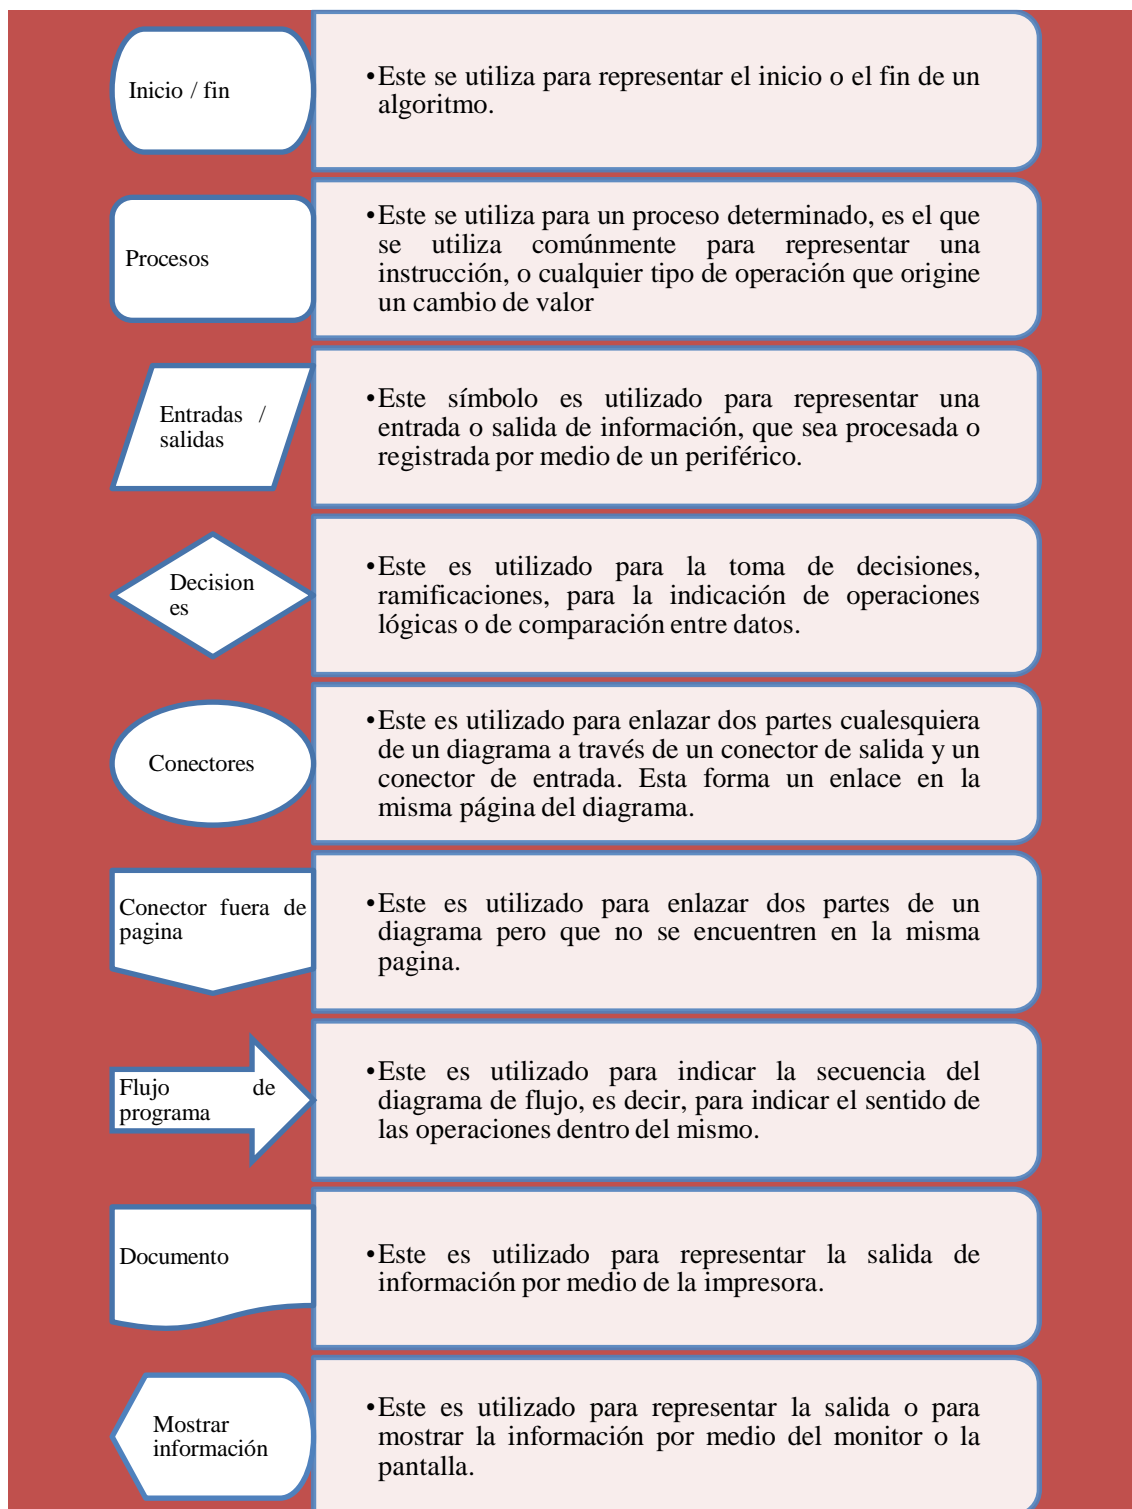 Inicio / fin
•Este se utiliza para representar el inicio o el fin de un
algoritmo.
Procesos
•Este se utiliza para un proceso determinado, es el que
se utiliza comúnmente para representar una
instrucción, o cualquier tipo de operación que origine
un cambio de valor
Entradas /
salidas
•Este símbolo es utilizado para representar una
entrada o salida de información, que sea procesada o
registrada por medio de un periférico.
Decision
es
•Este es utilizado para la toma de decisiones,
ramificaciones, para la indicación de operaciones
lógicas o de comparación entre datos.
Conectores
•Este es utilizado para enlazar dos partes cualesquiera
de un diagrama a través de un conector de salida y un
conector de entrada. Esta forma un enlace en la
misma página del diagrama.
Conector fuera de
pagina
•Este es utilizado para enlazar dos partes de un
diagrama pero que no se encuentren en la misma
pagina.
Flujo de
programa
•Este es utilizado para indicar la secuencia del
diagrama de flujo, es decir, para indicar el sentido de
las operaciones dentro del mismo.
Documento
•Este es utilizado para representar la salida de
información por medio de la impresora.
Mostrar
información
•Este es utilizado para representar la salida o para
mostrar la información por medio del monitor o la
pantalla.